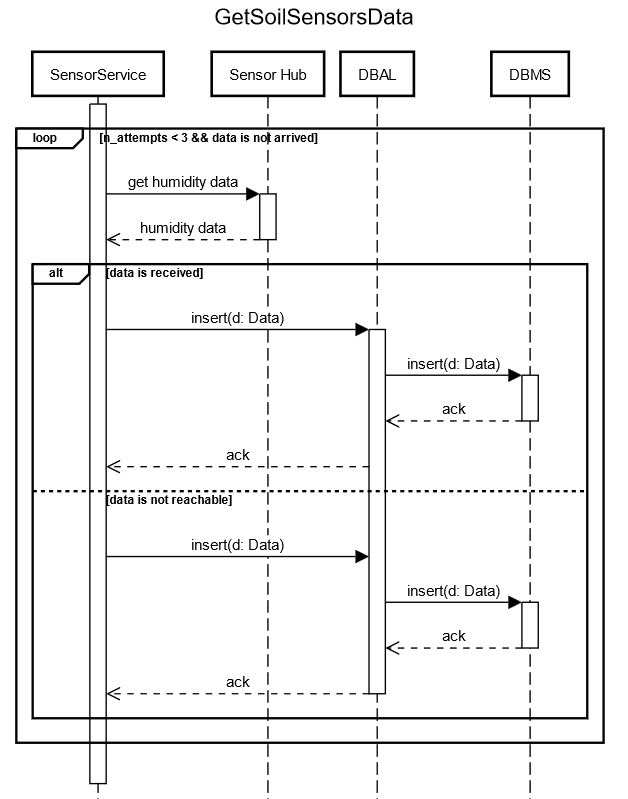 GetSoilSensorsData
SensorService
Sensor Hub
DBAL
DBMS
loop
[n_attempts < 3 && data is not arrived]
get humidity data
humidity data
alt
[data is received]
insert(d: Data)
insert(d: Data)
ack
ack
[data is not reachable]
insert(d: Data)
insert(d: Data)
ack
ack